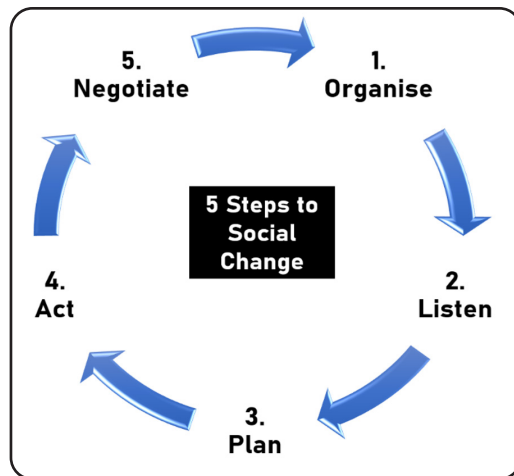 5 Steps to
Social
Change
1.
Organise
2.
Listen
3.
Plan
4.
Act
5.
Negotiate